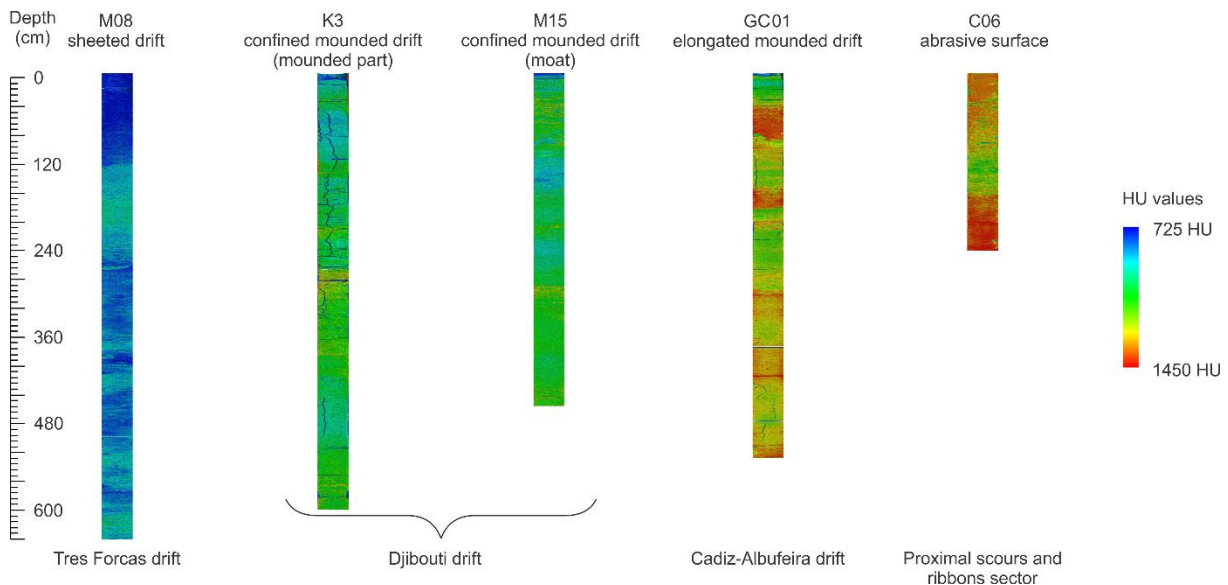 Depth
(cm)
M08
sheeted drift
K3
confined mounded drift
(mounded part)
M15
confined mounded drift
(moat)
GC01
elongated mounded drift
C06
abrasive surface
0
120
240
360
480
600
HU values
725 HU
1450 HU
Tres Forcas drift
Djibouti drift
Cadiz-Albufeira drift
Proximal scours and
ribbons sector